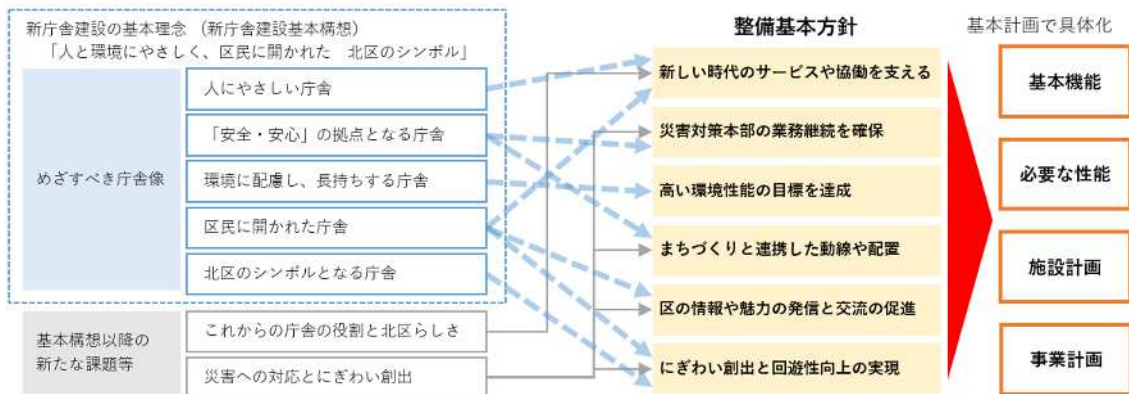 新庁舎建設の基本理念 （新庁舎建設基本構想）
「人と環境にやさしく、区民に開かれた　北区のシンボル」
めざすべき庁舎像
人にやさしい庁舎
「安全・安心」の拠点となる庁舎
環境に配慮し、長持ちする庁舎
区民に開かれた庁舎
北区のシンボルとなる庁舎
基本構想以降の
新たな課題等
これからの庁舎の役割と北区らしさ
災害への対応とにぎわい創出
整備基本方針
新しい時代のサービスや協働を支える
災害対策本部の業務継続を確保
高い環境性能の目標を達成
まちづくりと連携した動線や配置
区の情報や魅力の発信と交流の促進
にぎわい創出と回遊性向上の実現
基本計画で具体化
基本機能
必要な性能
施設計画
事業計画